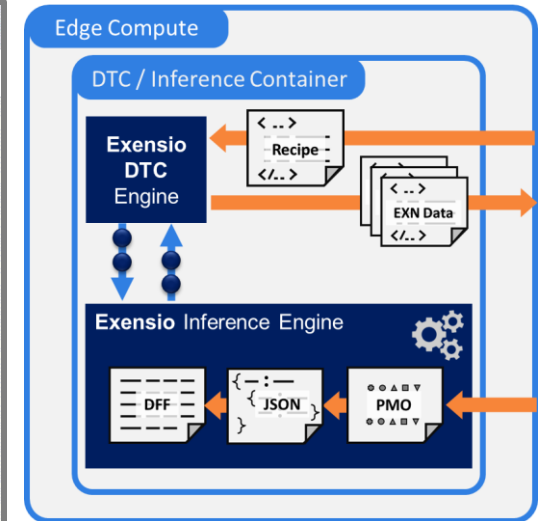 Edge Compute
DTC / Inference Container
Exensio
DTC
Engine
< .. >
Recipe
</.. >
< .. >
EXN Data
</.. >
Exensio Inference Engine
DFF
{ – : –
{ JSON }
}
PMO